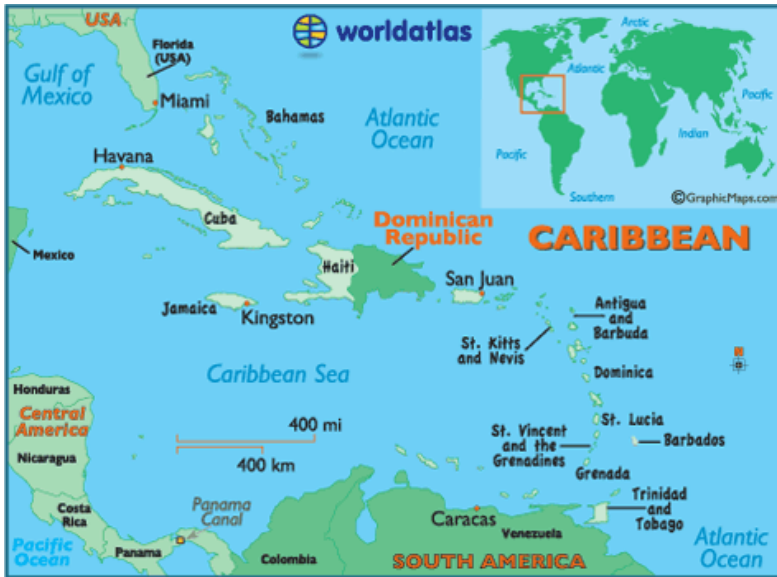 USA
worldatlas
Arctic
Florida
(USA)
Gulf of
Mexico
Atlantic
Miami
Pacific
Bahamas
Atlantic
Ocean
Indian
Havana
Pacific
Southern
©GraphicMaps.com
Cuba
Dominican
Republic
CARIBBEAN
Mexico
Haiti
San Juan
Jamaica
Kingston
Antigua
and
Barbuda
St. Kitts
and Nevis
Caribbean Sea
Dominica
Honduras
Central
America
400 mi
St. Lucia
St. Vincent
and the
Grenadines
Barbados
Nicaragua
400 km
Grenada
Panama
Canal
Trinidad
and
Tobago
Costa
Rica
Caracas
Venezuela
Atlantic
Ocean
Pacific
Ocean
Panama
Colombia
SOUTH AMERICA